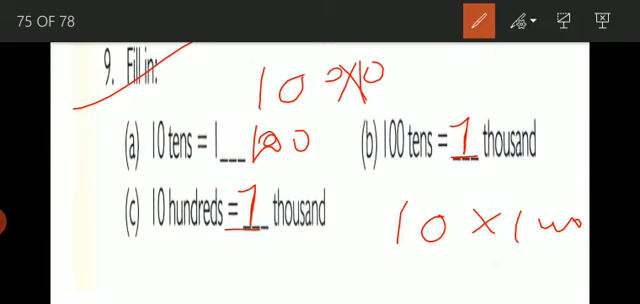 75 OF 78
9. Fill in:
10 × 10
(a) 10 tens = 1___ 100 (b) 100 tens = 1 thousand
(c) 10 hundreds = 1 thousand
10 × 100